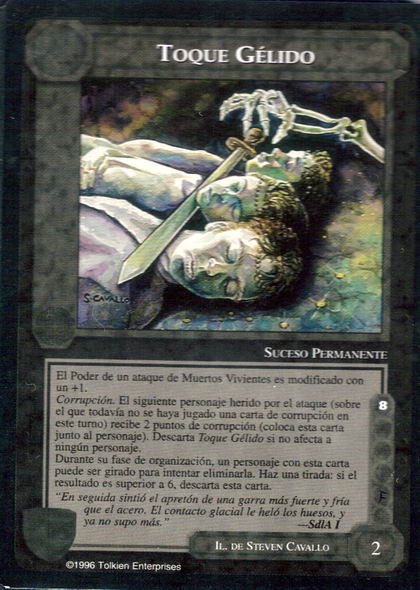 TOQUE GÉLIDO
S. CAVALLO
SUCESO PERMANENTE
El Poder de un ataque de Muertos Vivientes es modificado con
un +1.
Corrupción. El siguiente personaje herido por el ataque (sobre
el que todavía no se haya jugado una carta de corrupción en
este turno) recibe 2 puntos de corrupción (coloca esta carta
junto al personaje). Descarta Toque Gélido si no afecta a
ningún personaje.
Durante su fase de organización, un personaje con esta carta
puede ser girado para intentar eliminarla. Haz una tirada: si el
resultado es superior a 6, descarta esta carta.
“En seguida sintió el apretón de una garra más fuerte y fría
que el acero. El contacto glacial le heló los huesos, y
ya no supo más.”
---SdlA I
8
F
IL. DE STEVEN CAVALLO
2
©1996 Tolkien Enterprises